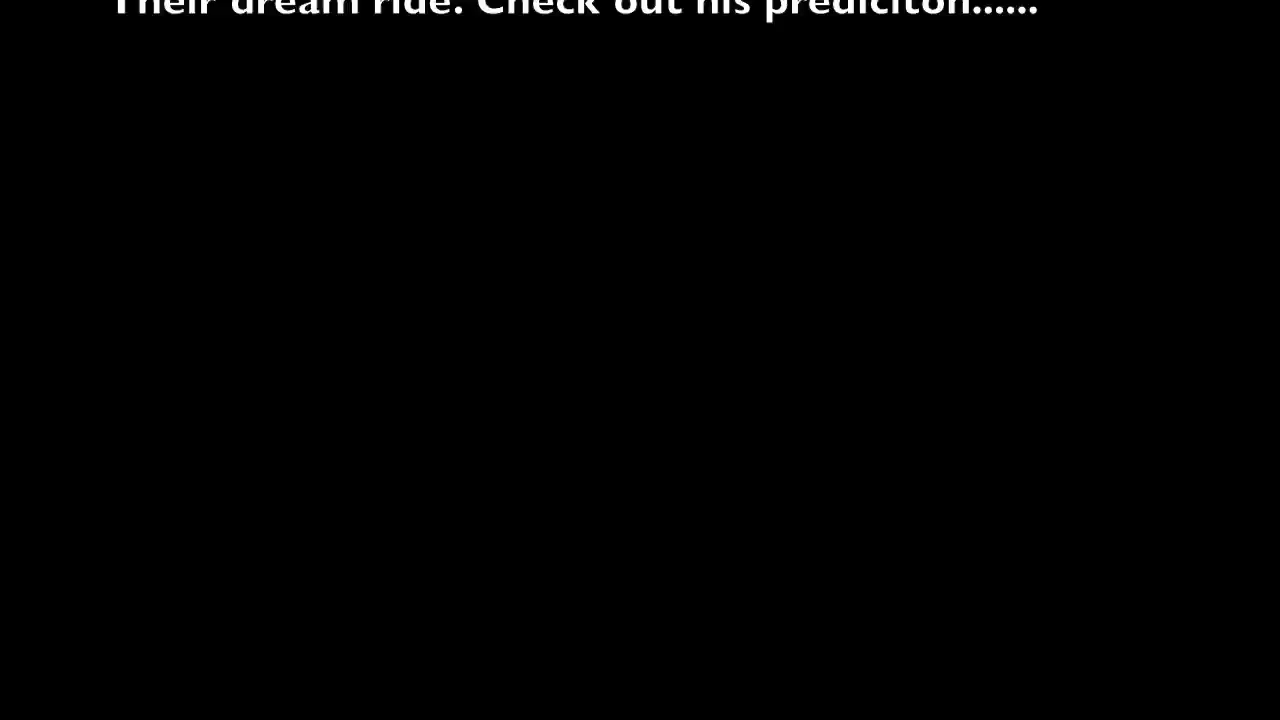 Their dream ride. Check out his prediciton......